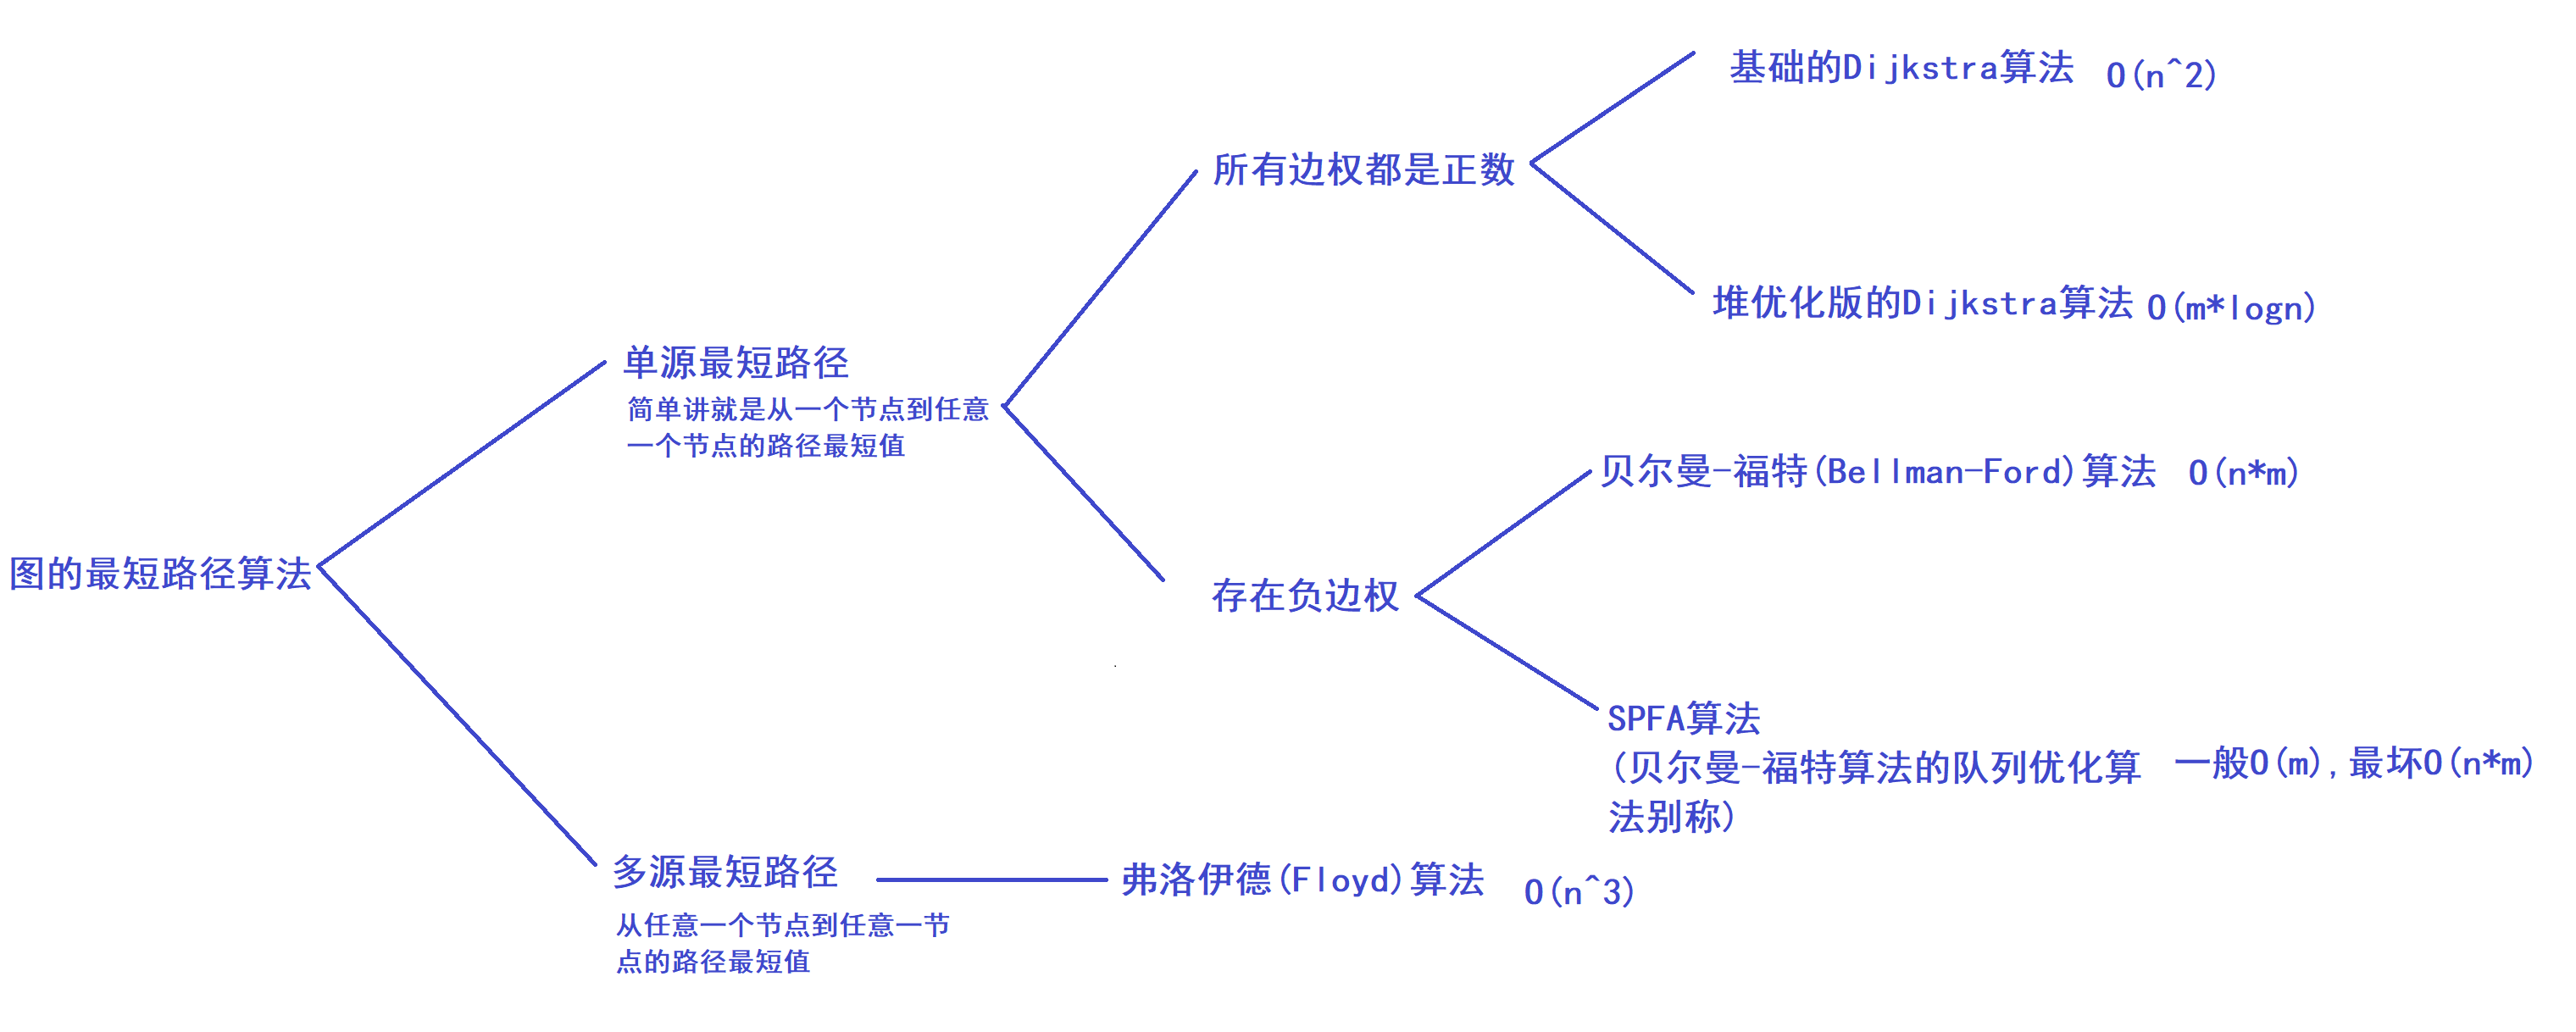 基础的Dijkstra算法 O(n^2)
所有边权都是正数
堆优化版的Dijkstra算法 O(m*logn)
单源最短路径
简单讲就是从一个节点到任意
一个节点的路径最短值
贝尔曼-福特(Bellman-Ford)算法 O(n*m)
图的最短路径算法
存在负边权
SPFA算法
(贝尔曼-福特算法的队列优化算 一般O(m),最坏O(n*m)
法别称)
多源最短路径
弗洛伊德(Floyd)算法 O(n^3)
从任意一个节点到任意一节
点的路径最短值